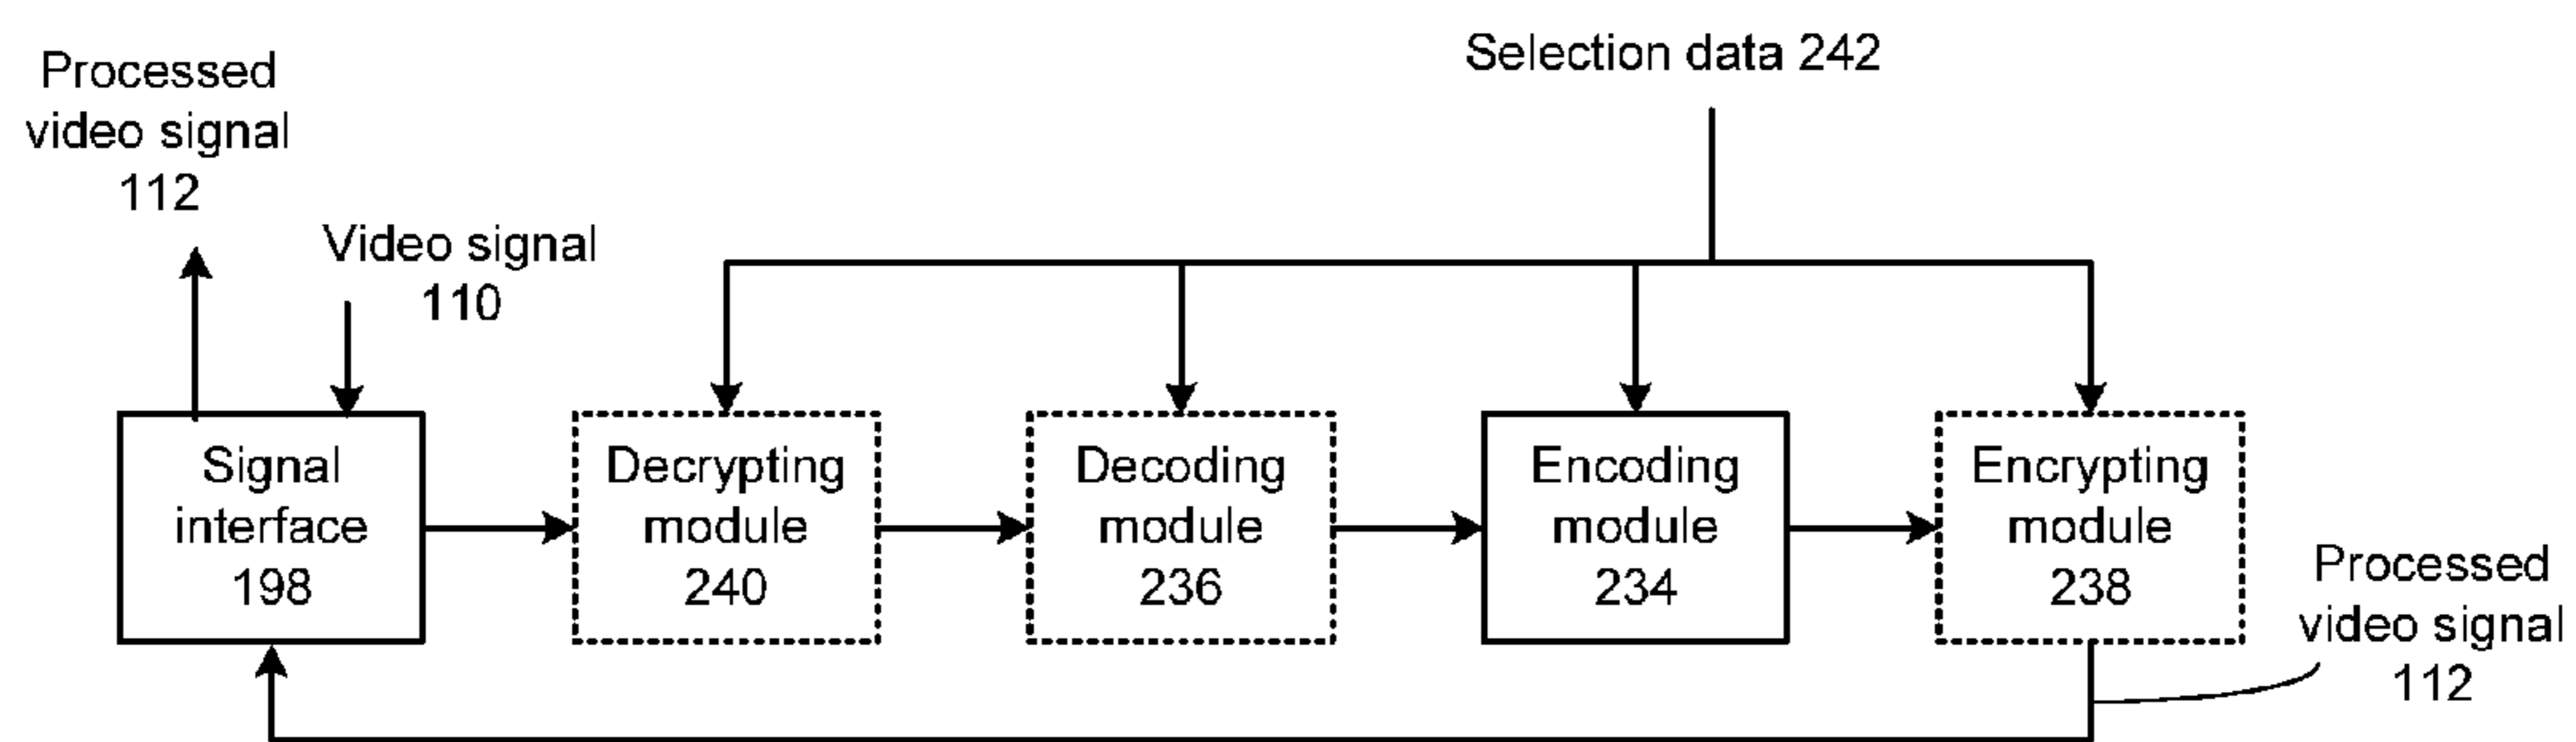 Processed
video signal
112
Video signal
110
Selection data 242
Signal
interface
198
Decrypting
module
240
Decoding
module
236
Encoding
module
234
Encrypting
module
238
Processed
video signal
112